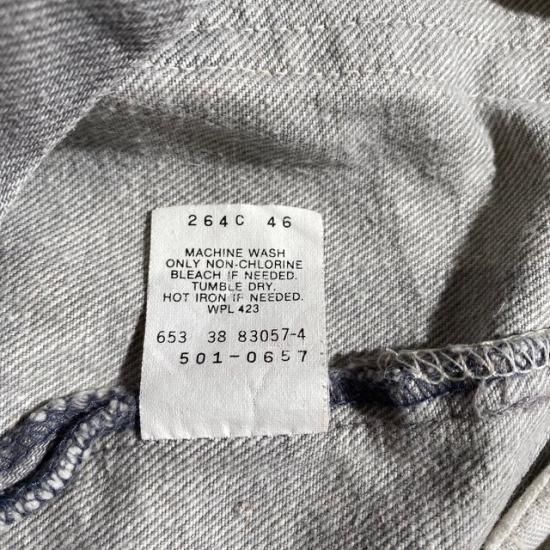 264C 46
MACHINE WASH
ONLY NON-CHLORINE
BLEACH IF NEEDED.
TUMBLE DRY.
HOT IRON IF NEEDED.
WPL 423
653 38 83057-4
501-0657